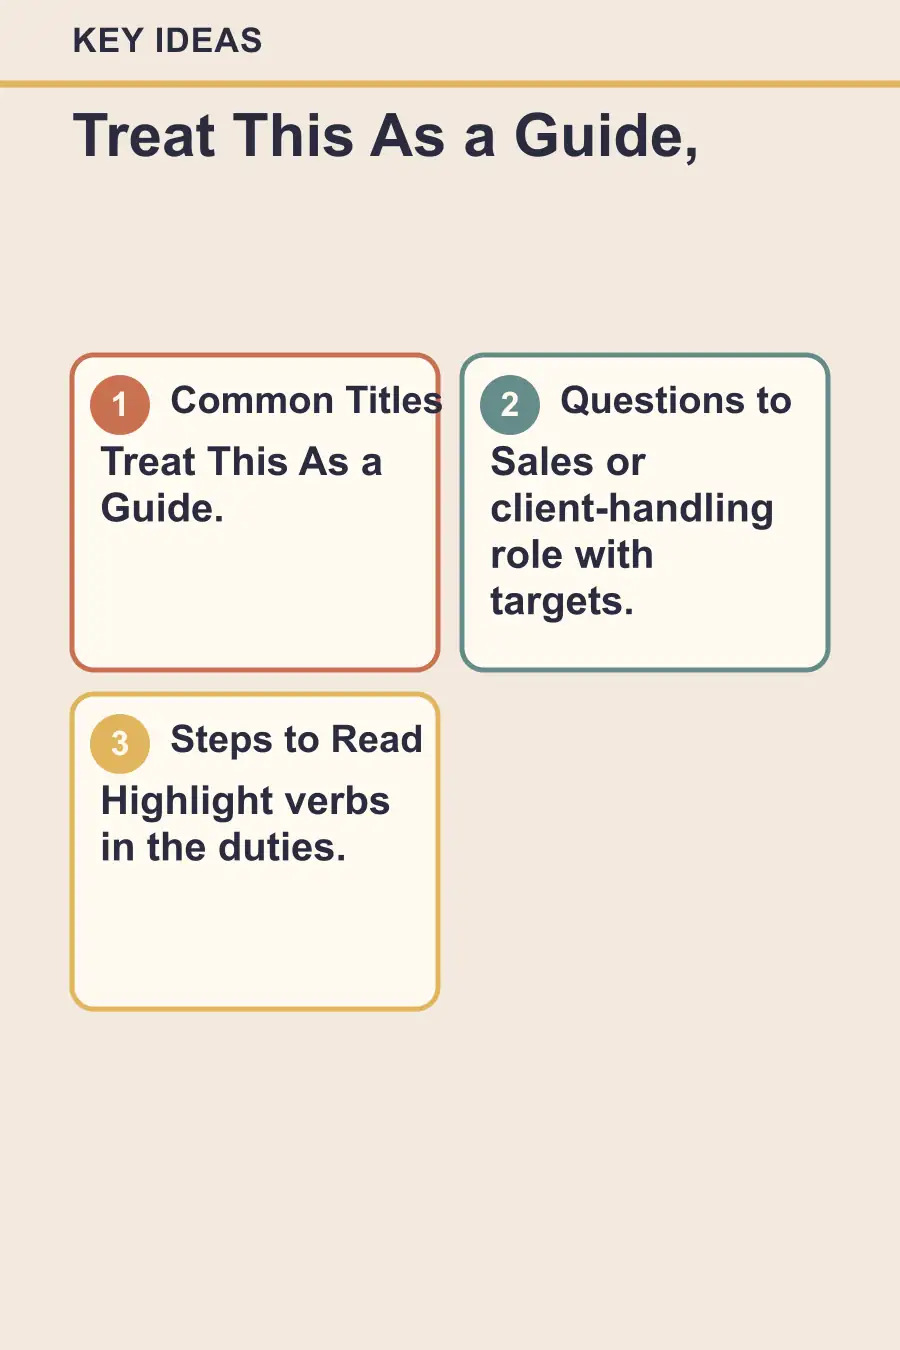 KEY IDEAS
Treat This As a Guide,
1 Common Titles
Treat This As a
Guide.
2 Questions to
Sales or
client-handling
role with
targets.
3 Steps to Read
Highlight verbs
in the duties.